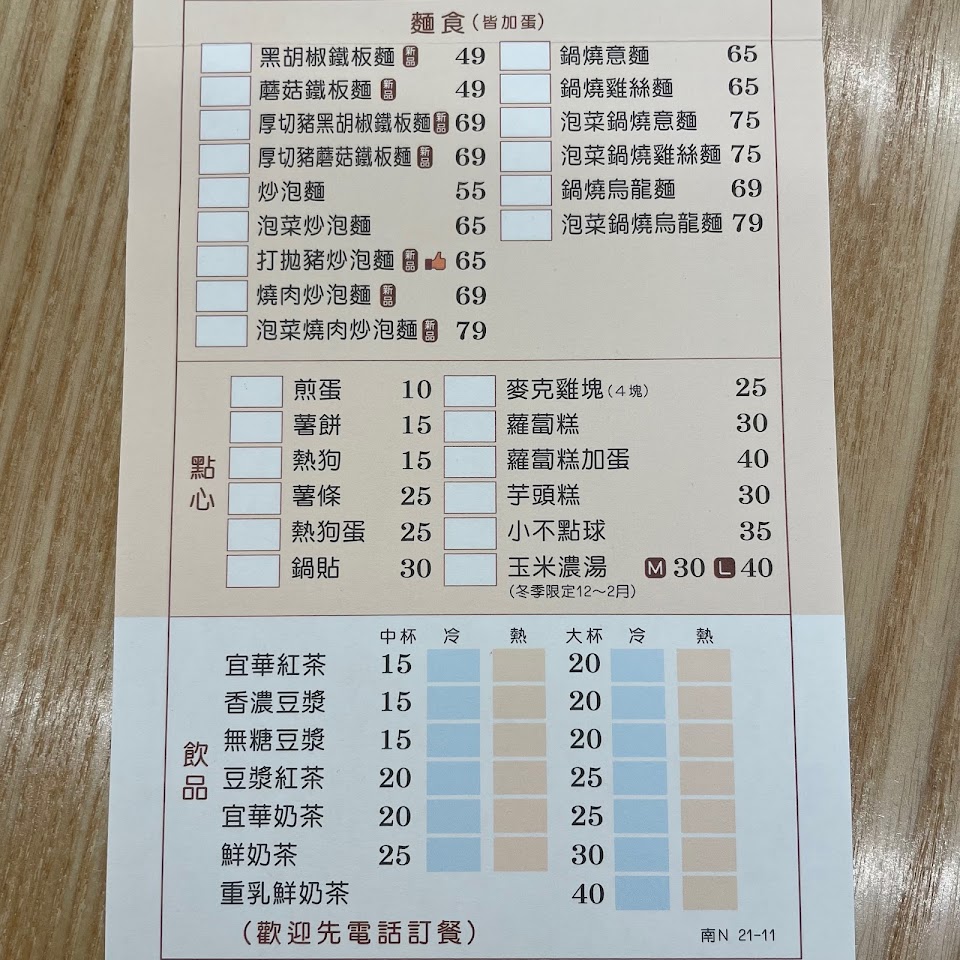 麵食(皆加蛋)
黑胡椒鐵板麵 新品 49
蘑菇鐵板麵 新品 49
厚切豬黑胡椒鐵板麵 新品 69
厚切豬蘑菇鐵板麵 新品 69
炒泡麵 55
泡菜炒泡麵 65
打拋豬炒泡麵 新品 65
燒肉炒泡麵 新品 69
泡菜燒肉炒泡麵 新品 79
鍋燒意麵 65
鍋燒雞絲麵 65
泡菜鍋燒意麵 75
泡菜鍋燒雞絲麵 75
鍋燒烏龍麵 69
泡菜鍋燒烏龍麵 79
點心
煎蛋 10
薯餅 15
熱狗 15
薯條 25
熱狗蛋 25
鍋貼 30
麥克雞塊(4塊) 25
蘿蔔糕 30
蘿蔔糕加蛋 40
芋頭糕 30
小不點球 35
玉米濃湯 M 30 L 40
(冬季限定12~2月)
飲品
中杯 冷 熱 大杯 冷 熱
宜華紅茶 15 20
香濃豆漿 15 20
無糖豆漿 15 20
豆漿紅茶 20 25
宜華奶茶 20 25
鮮奶茶 25 30
重乳鮮奶茶 40
(歡迎先電話訂餐)
南N 21-11